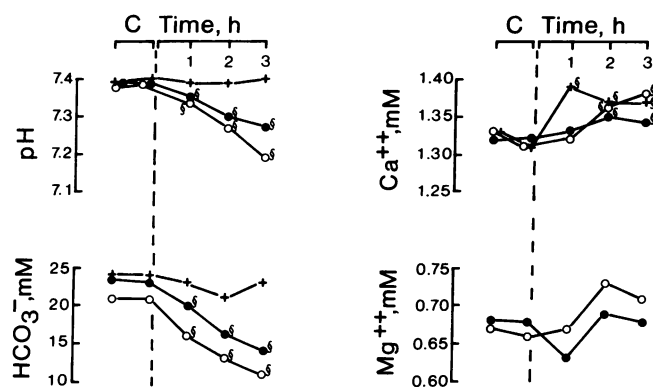 C Time, h
1 2 3
7.4
7.3
7.2
7.1
pH
§ § §
§ § §
C Time, h
1 2 3
1.40
1.35
1.30
1.25
Ca⁺⁺,mM
§ § § § § § §
25
20
15
10
HCO₃⁻,mM
§ § §
§ § §
0.75
0.70
0.65
0.60
Mg⁺⁺,mM